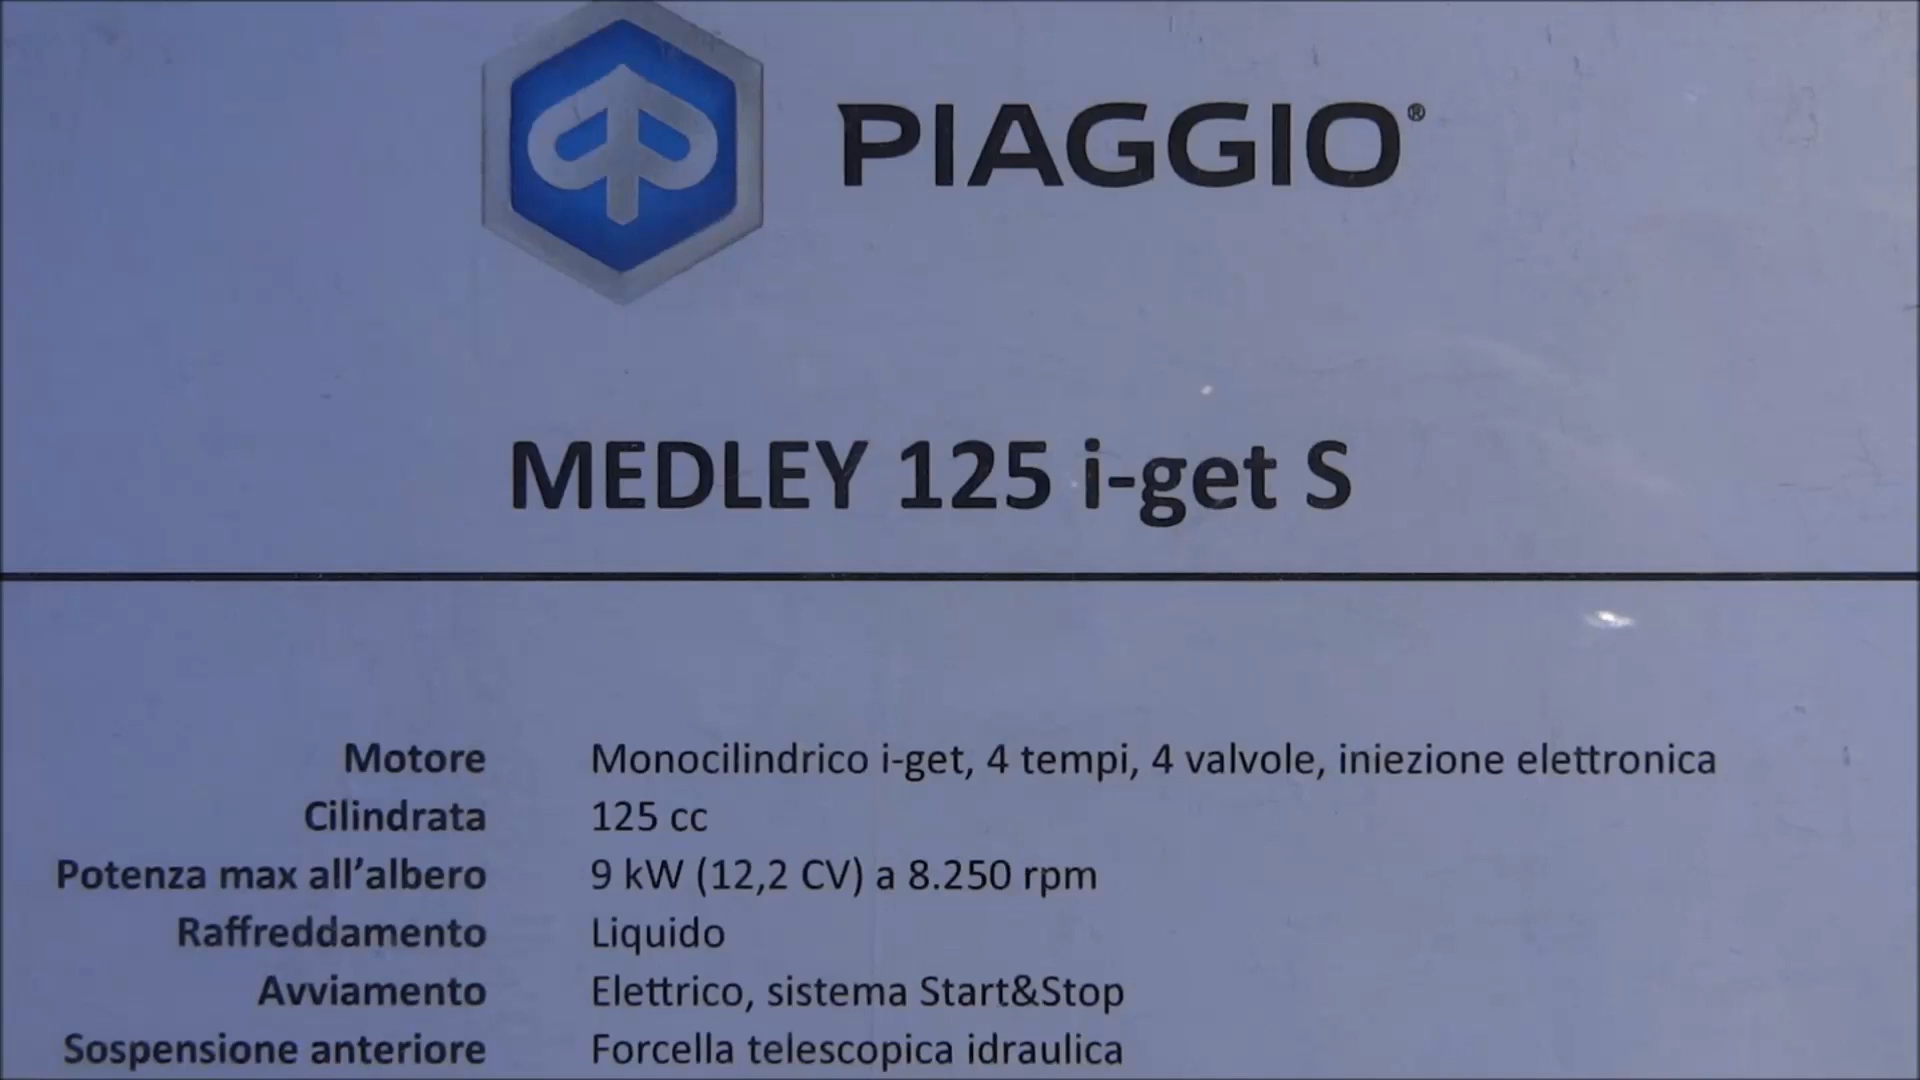 PIAGGIO®
MEDLEY 125 i-get S
Motore Monocilindrico i-get, 4 tempi, 4 valvole, iniezione elettronica
Cilindrata 125 cc
Potenza max all’albero 9 kW (12,2 CV) a 8.250 rpm
Raffreddamento Liquido
Avviamento Elettrico, sistema Start&Stop
Sospensione anteriore Forcella telescopica idraulica